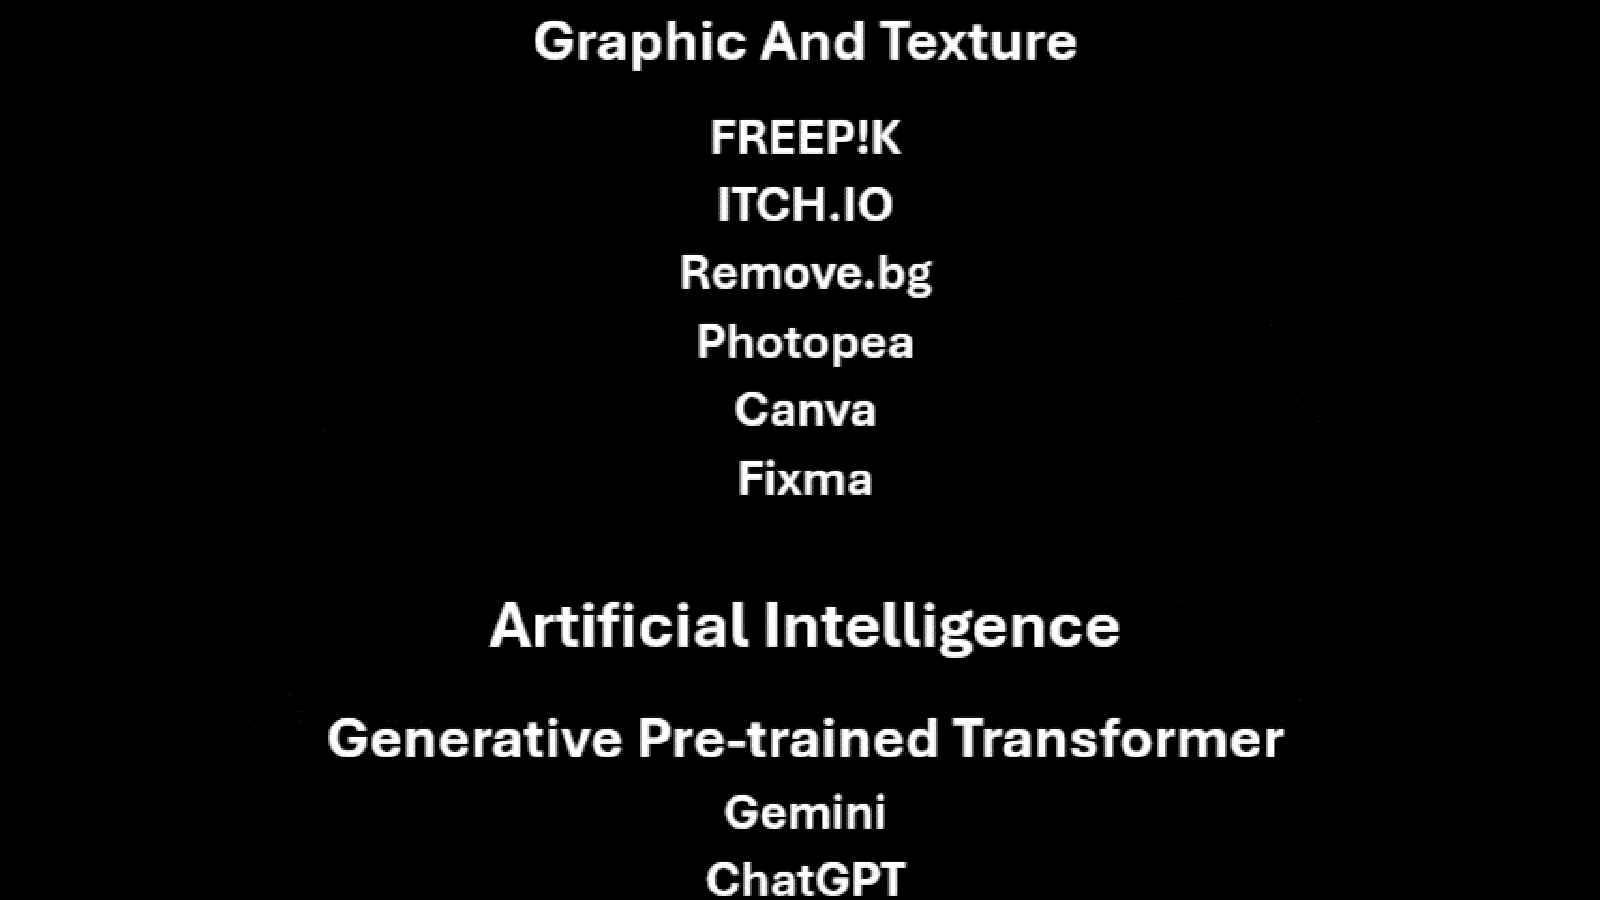 Graphic And Texture
FREEP!K
ITCH.IO
Remove.bg
Photopea
Canva
Fixma
Artificial Intelligence
Generative Pre-trained Transformer
Gemini
ChatGPT